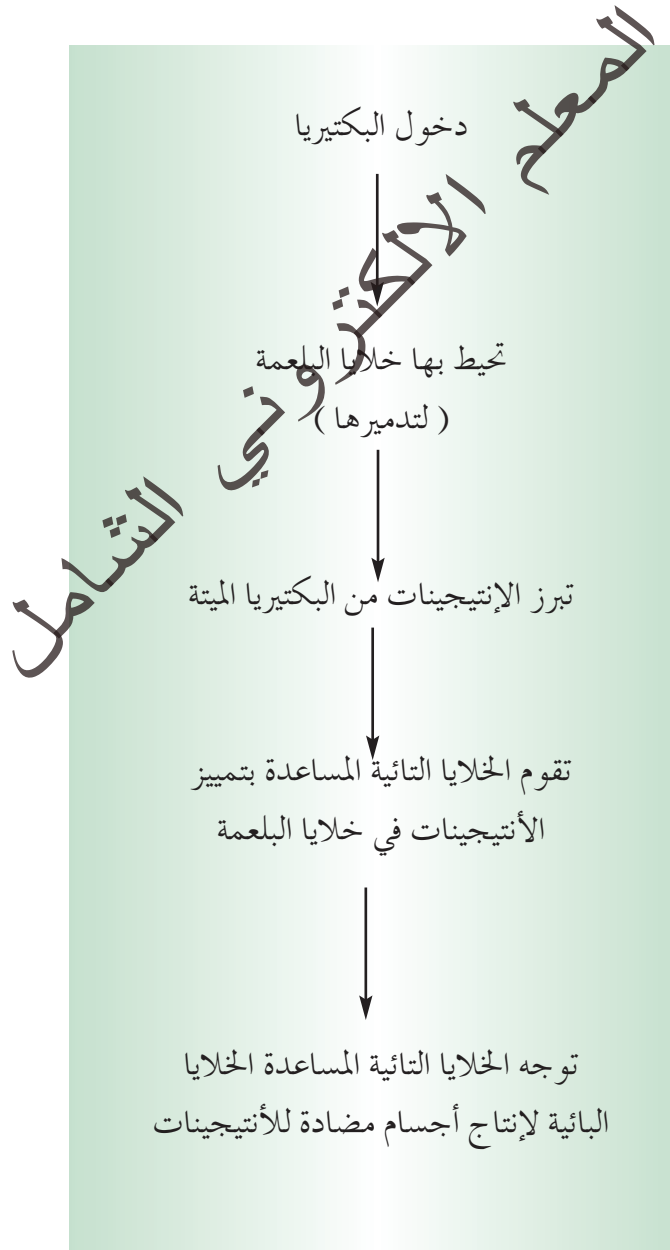 المعلم الالكتروني الشامل
دخول البكتيريا
تحيط بها خلايا البلعمة
( لتدميرها )
تبرز الإنتيجينات من البكتيريا الميتة
تقوم الخلايا التائية المساعدة بتمييز
الأنتيجينات في خلايا البلعمة
توجه الخلايا التائية المساعدة الخلايا
البائية لإنتاج أجسام مضادة للأنتيجينات